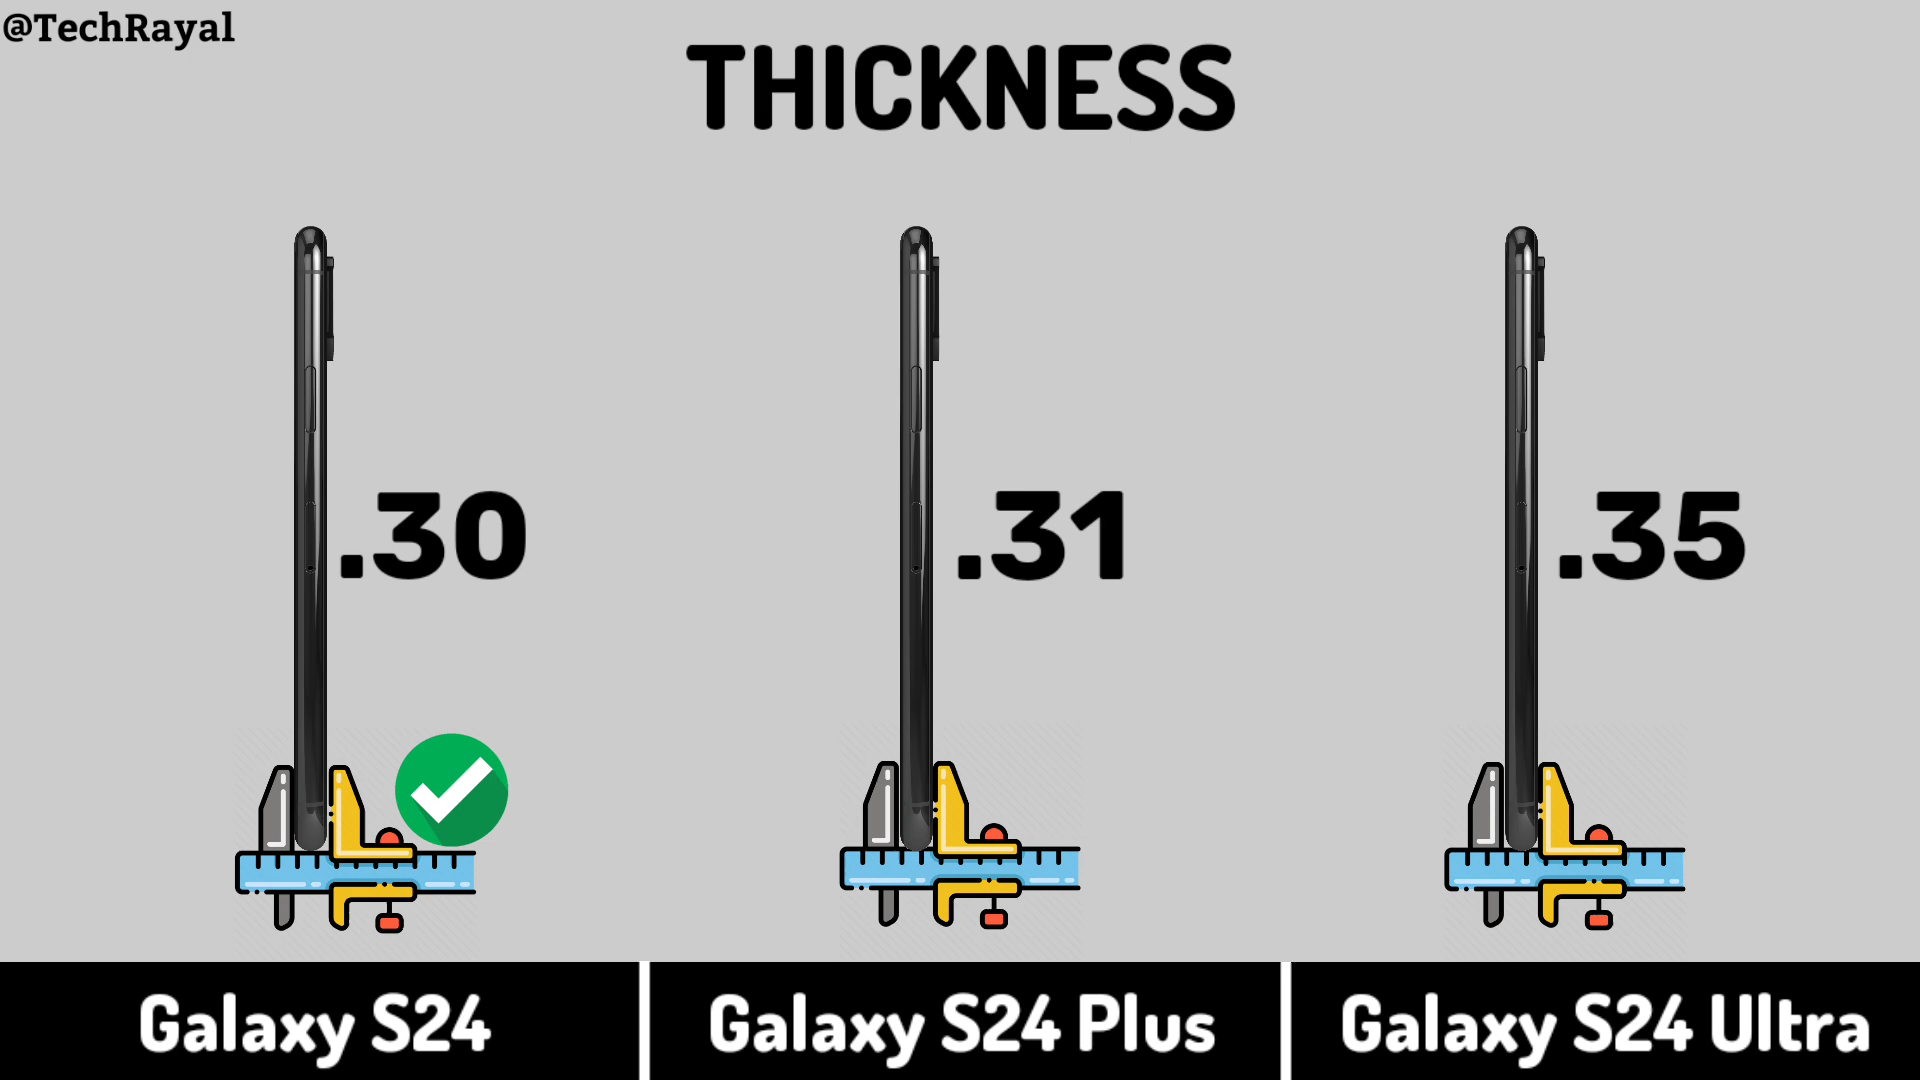 @TechRayal
THICKNESS
.30
.31
.35
Galaxy S24
Galaxy S24 Plus
Galaxy S24 Ultra